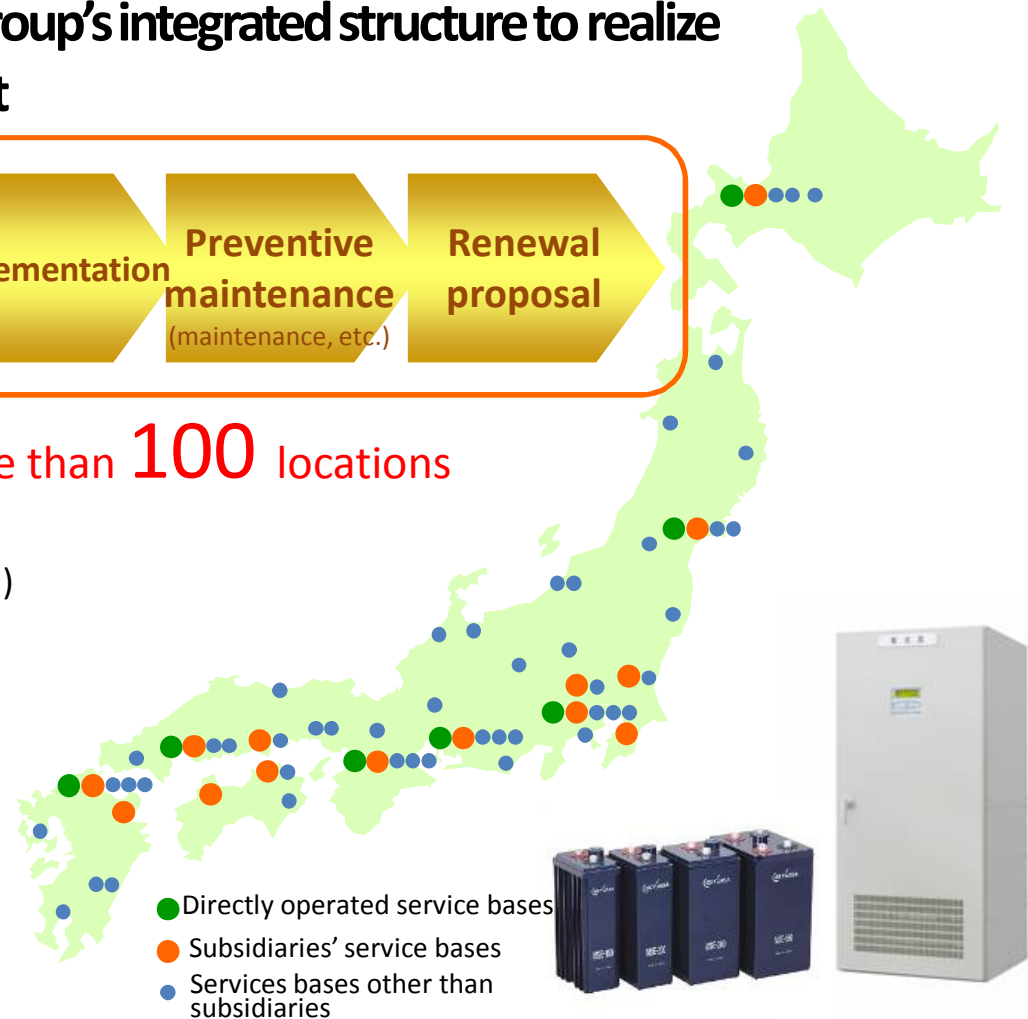 roup's integrated structure to realize
t
ementation
Preventive
maintenance
(maintenance, etc.)
Renewal
proposal
e than 100 locations
)
Directly operated service bases
Subsidiaries' service bases
Services bases other than
subsidiaries